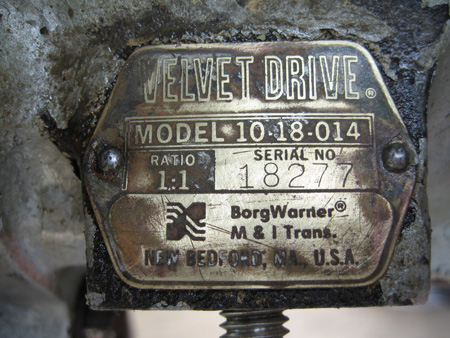 VELVET DRIVE®
MODEL 10-18-014
RATIO
1:1
SERIAL NO
18277
BorgWarner®
M & I Trans.
NEW BEDFORD, MA., U.S.A.